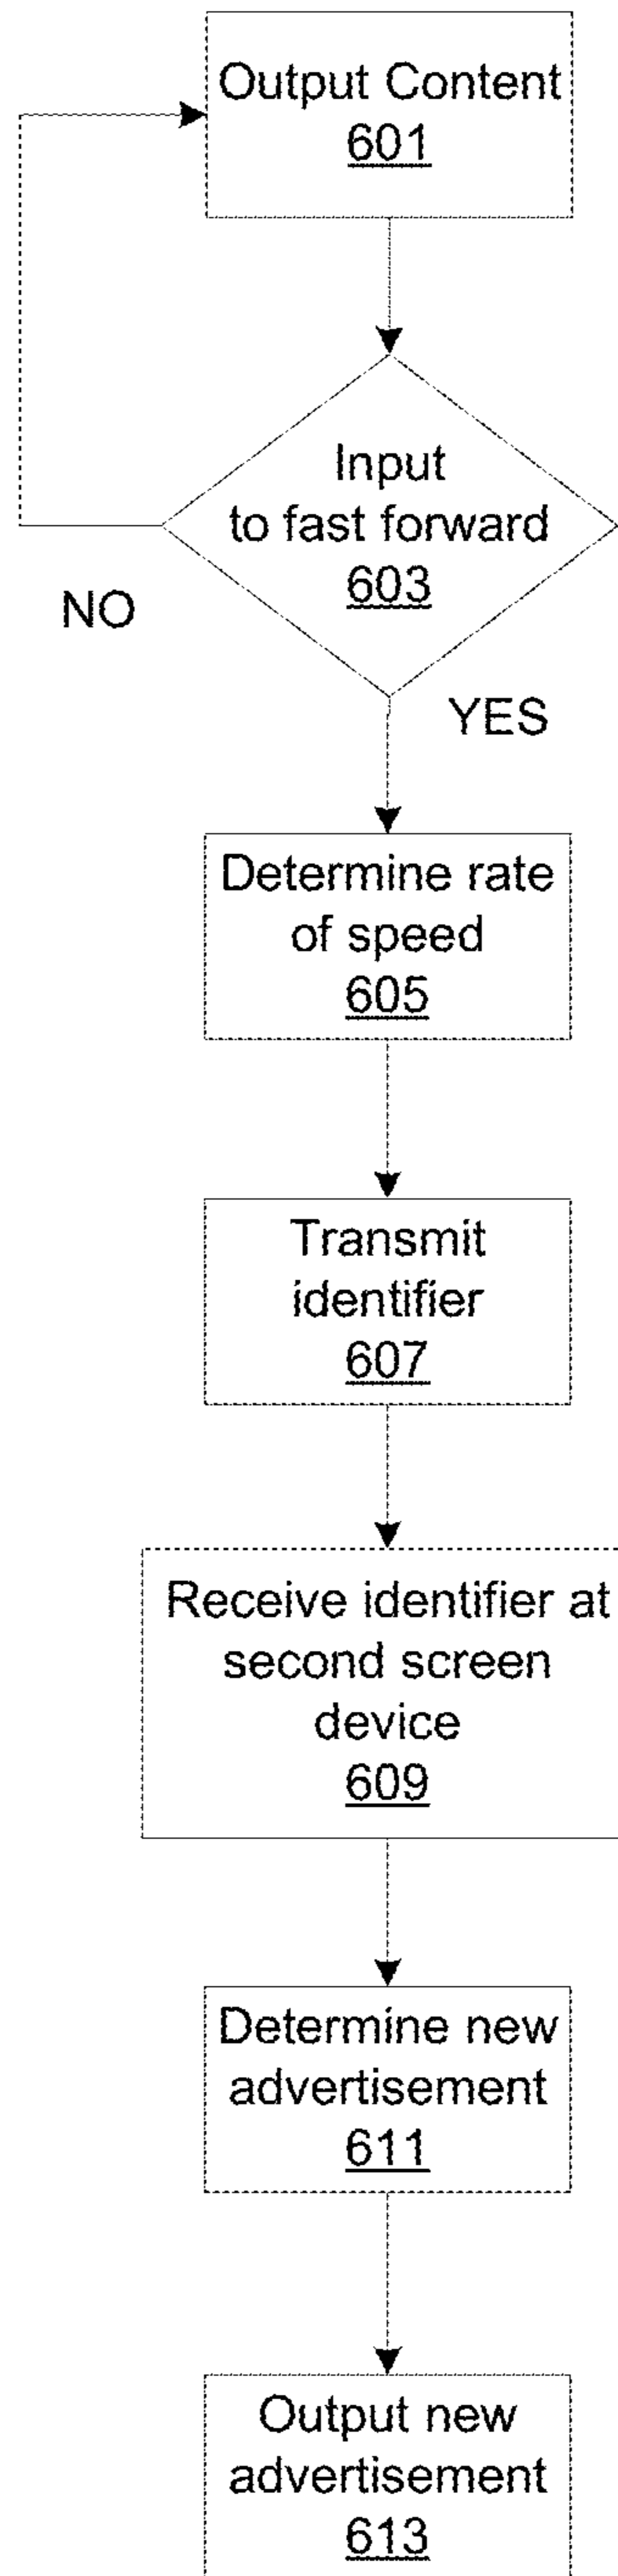 Output Content
601
Input
to fast forward
603
NO
YES
Determine rate
of speed
605
Transmit
identifier
607
Receive identifier at
second screen
device
609
Determine new
advertisement
611
Output new
advertisement
613